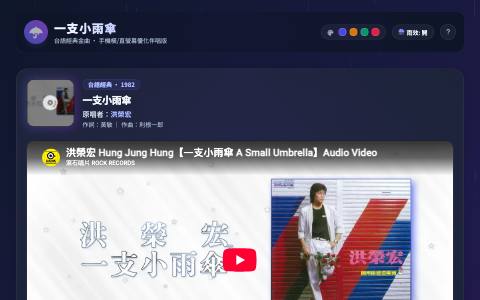 一支小雨傘
台語經典金曲 • 手機橫/直螢幕優化伴唱版
雨效: 開
?
台語經典 • 1982
一支小雨傘
原唱者：洪榮宏
作詞：葉敏 ｜ 作曲：利根一郎
洪榮宏 Hung Jung Hung【一支小雨傘 A Small Umbrella】Audio Video
滾石唱片 ROCK RECORDS
洪 榮 宏
一支小雨傘
洪榮宏